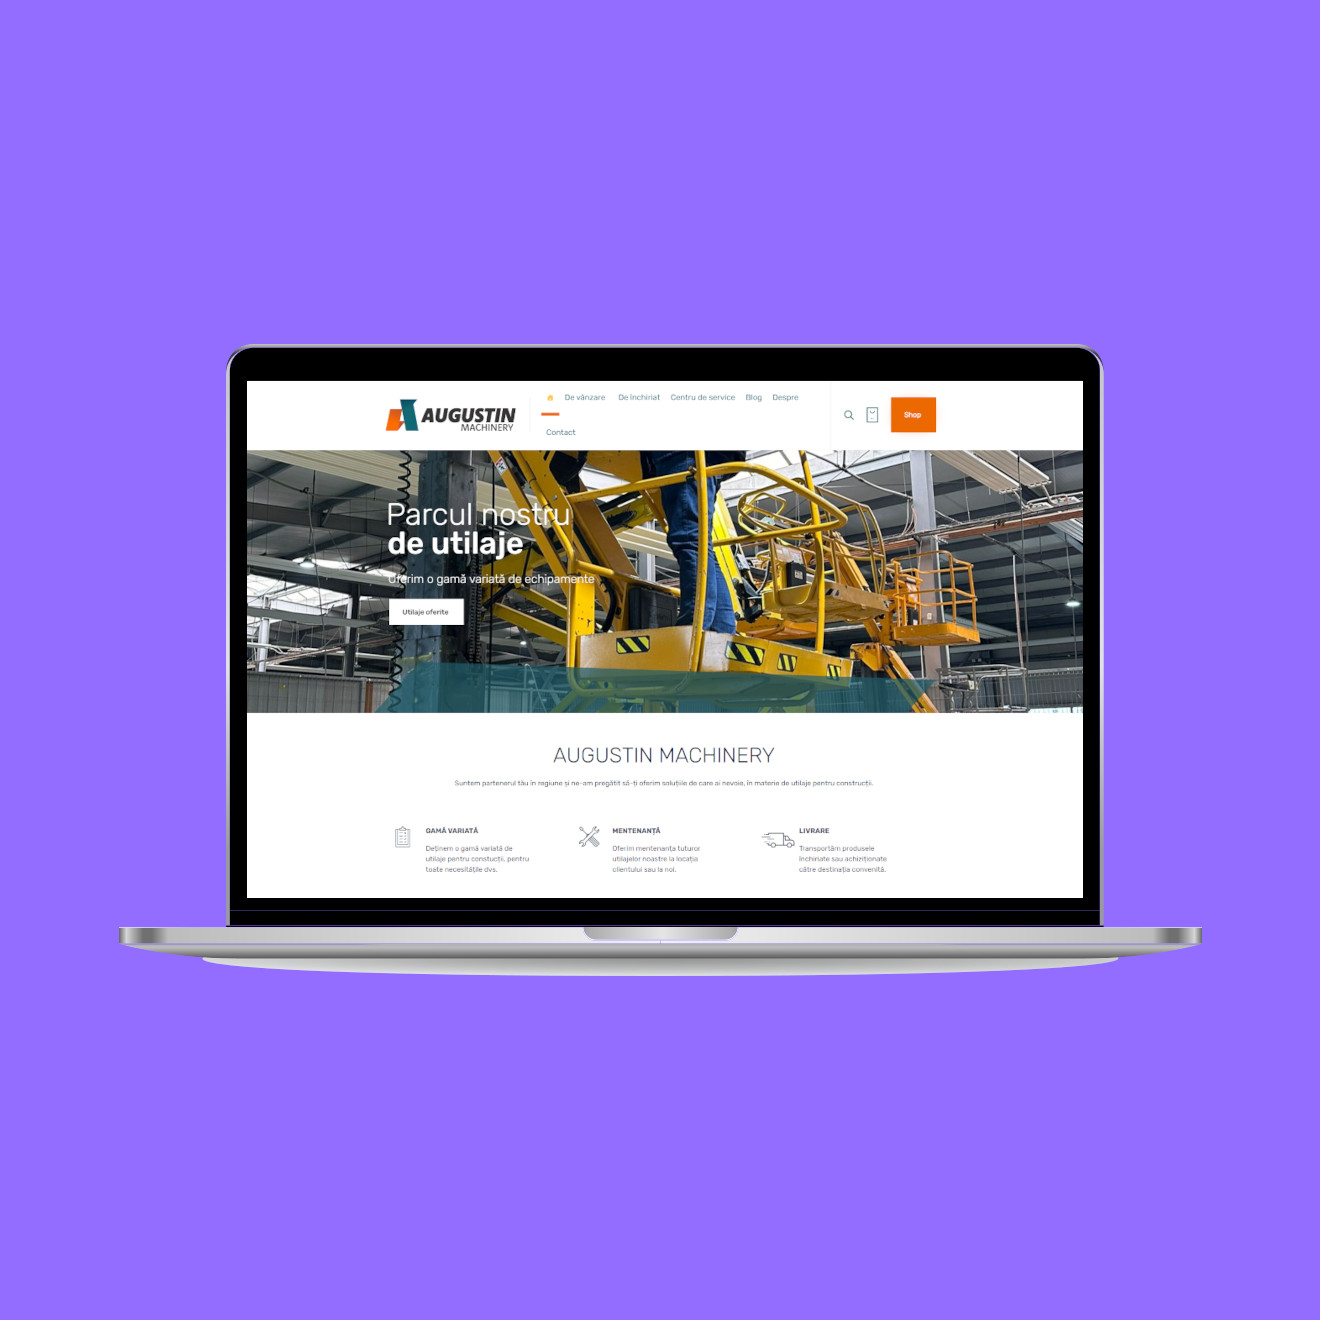 AUGUSTIN
MACHINERY
De vânzare De închiriat Centru de service Blog Despre
Contact
Shop
Parcul nostru
de utilaje
Oferim o gamă variată de echipamente
Utilaje oferite
AUGUSTIN MACHINERY
Suntem partenerul tău în regiune și ne-am pregătit să-ți oferim soluțiile de care ai nevoie, în materie de utilaje pentru construcții.
GAMĂ VARIATĂ
Deținem o gamă variată de
utilaje pentru constucții, pentru
toate necesitățile dvs.
MENTENANȚĂ
Oferim mentenanța tuturor
utilajelor noastre la locația
clientului sau la noi.
LIVRARE
Transportăm produsele
închiriate sau achiziționate
către destinația convenită.